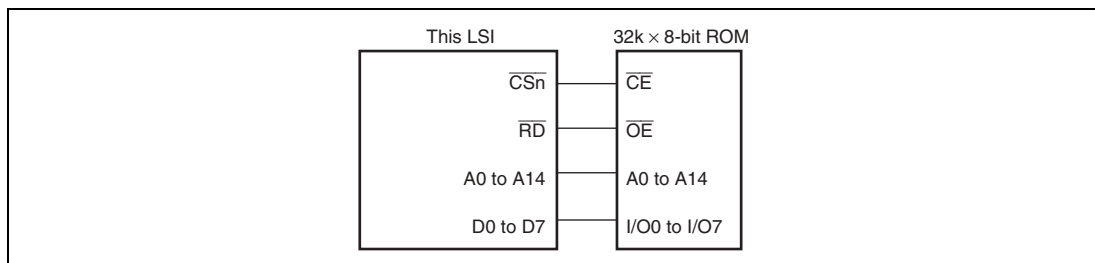 This LSI 32k × 8-bit ROM
CSn CE
RD OE
A0 to A14 A0 to A14
D0 to D7 I/O0 to I/O7